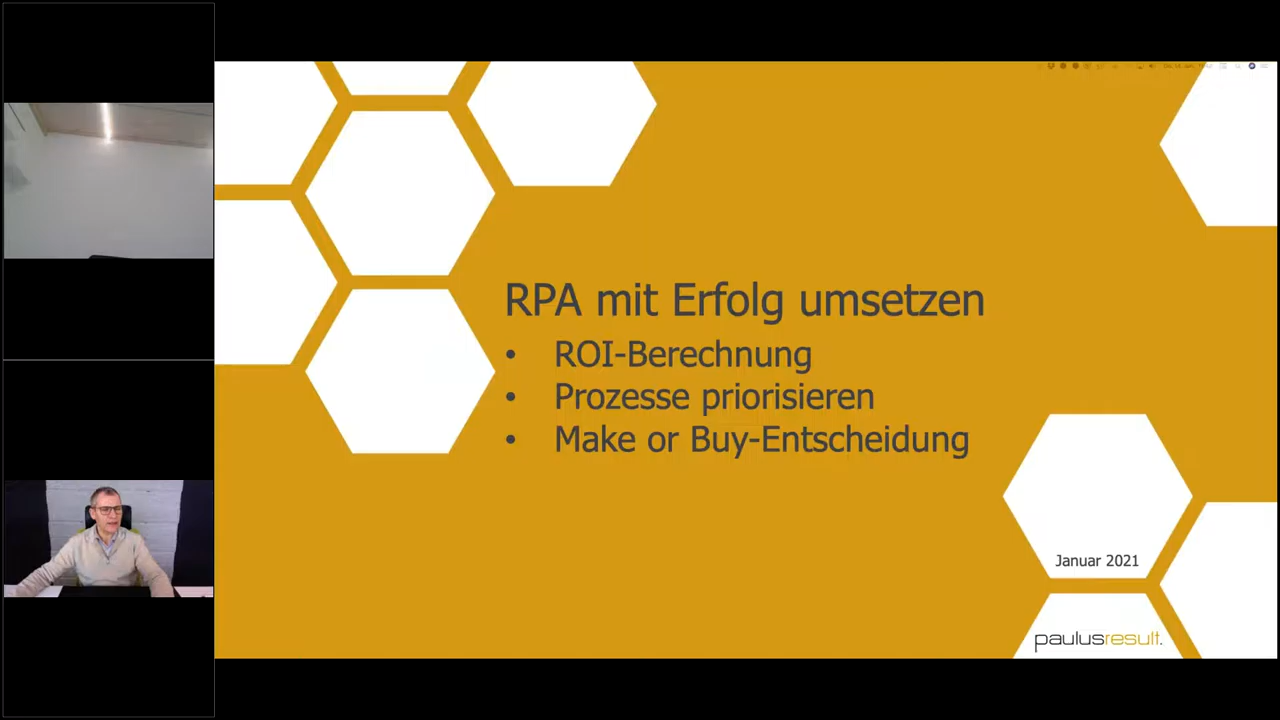 RPA mit Erfolg umsetzen
• ROI-Berechnung
• Prozesse priorisieren
• Make or Buy-Entscheidung
Januar 2021
paulusresult.